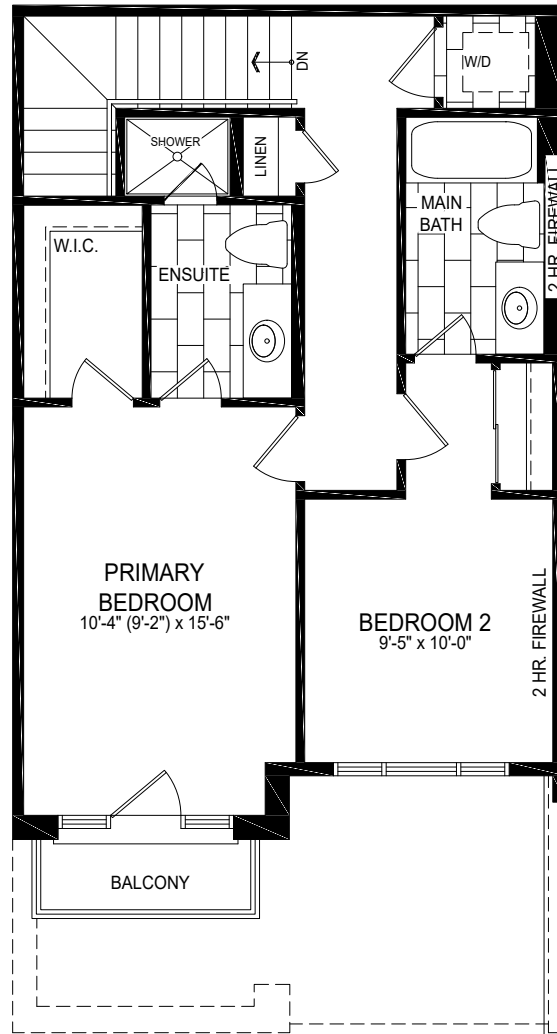 DN
W/D
SHOWER
LINEN
MAIN
BATH
2 HR. FIREWALL
W.I.C.
ENSUITE
PRIMARY
BEDROOM
10'-4" (9'-2") x 15'-6"
BEDROOM 2
9'-5" x 10'-0"
2 HR. FIREWALL
BALCONY